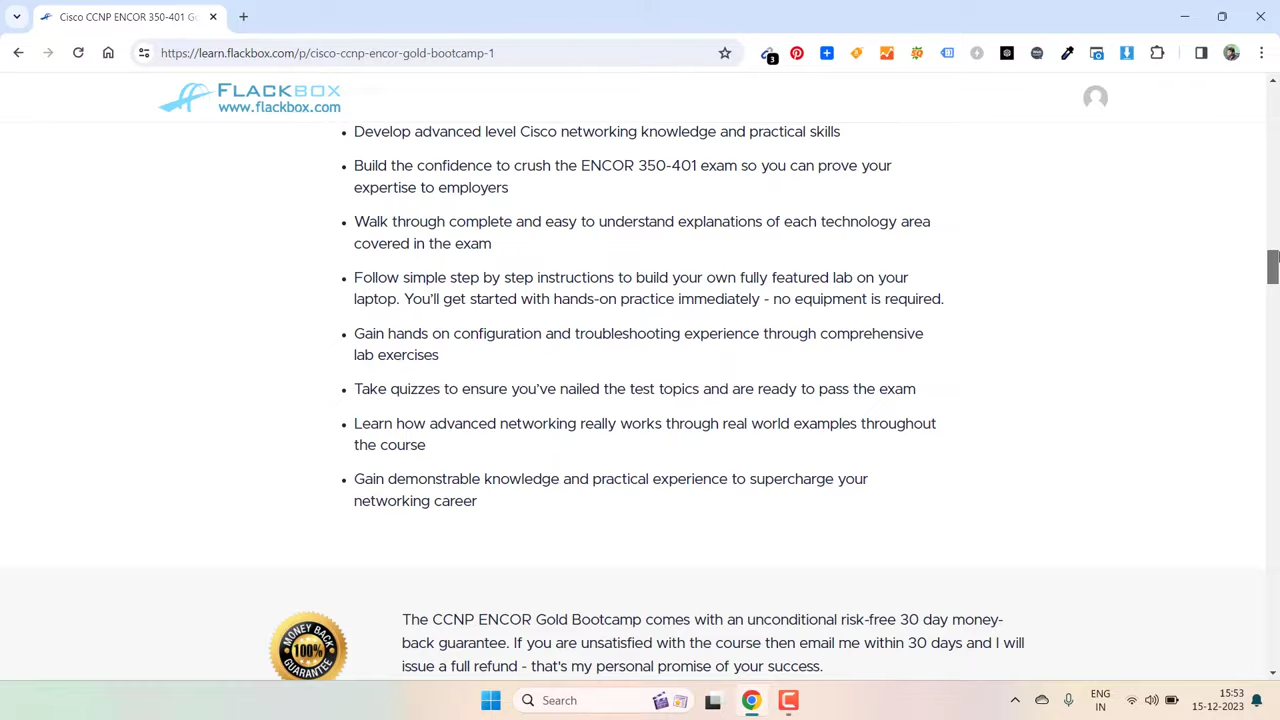 Cisco CCNP ENCOR 350-401 Go
https://learn.flackbox.com/p/cisco-ccnp-encor-gold-bootcamp-1
3
FLACKBOX
www.flackbox.com
• Develop advanced level Cisco networking knowledge and practical skills
• Build the confidence to crush the ENCOR 350-401 exam so you can prove your
expertise to employers
• Walk through complete and easy to understand explanations of each technology area
covered in the exam
• Follow simple step by step instructions to build your own fully featured lab on your
laptop. You'll get started with hands-on practice immediately - no equipment is required.
• Gain hands on configuration and troubleshooting experience through comprehensive
lab exercises
• Take quizzes to ensure you've nailed the test topics and are ready to pass the exam
• Learn how advanced networking really works through real world examples throughout
the course
• Gain demonstrable knowledge and practical experience to supercharge your
networking career
MONEY BACK
100%
GUARANTEE
The CCNP ENCOR Gold Bootcamp comes with an unconditional risk-free 30 day money-
back guarantee. If you are unsatisfied with the course then email me within 30 days and I will
issue a full refund - that's my personal promise of your success.
Search
ENG
IN
15:53
15-12-2023